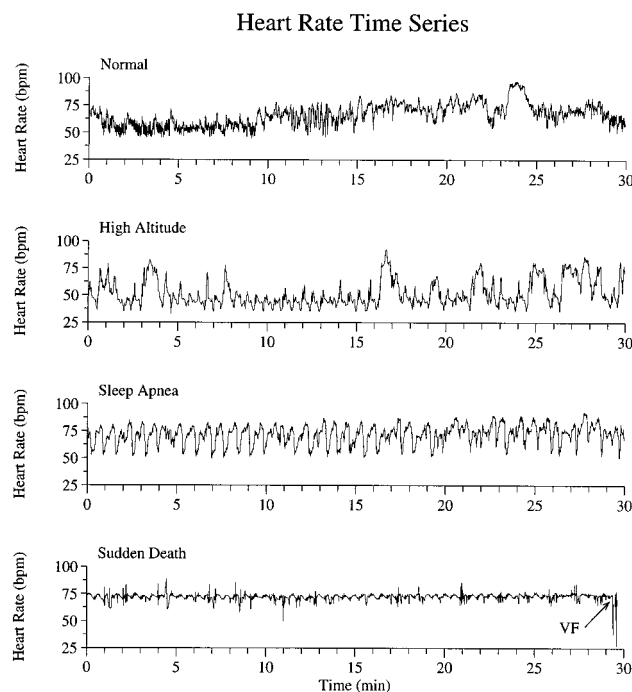 Heart Rate Time Series
Normal
Heart Rate (bpm)
100
75
50
25
0 5 10 15 20 25 30
High Altitude
Heart Rate (bpm)
100
75
50
25
0 5 10 15 20 25 30
Sleep Apnea
Heart Rate (bpm)
100
75
50
25
0 5 10 15 20 25 30
Sudden Death
Heart Rate (bpm)
100
75
50
25
VF
0 5 10 15 20 25 30
Time (min)